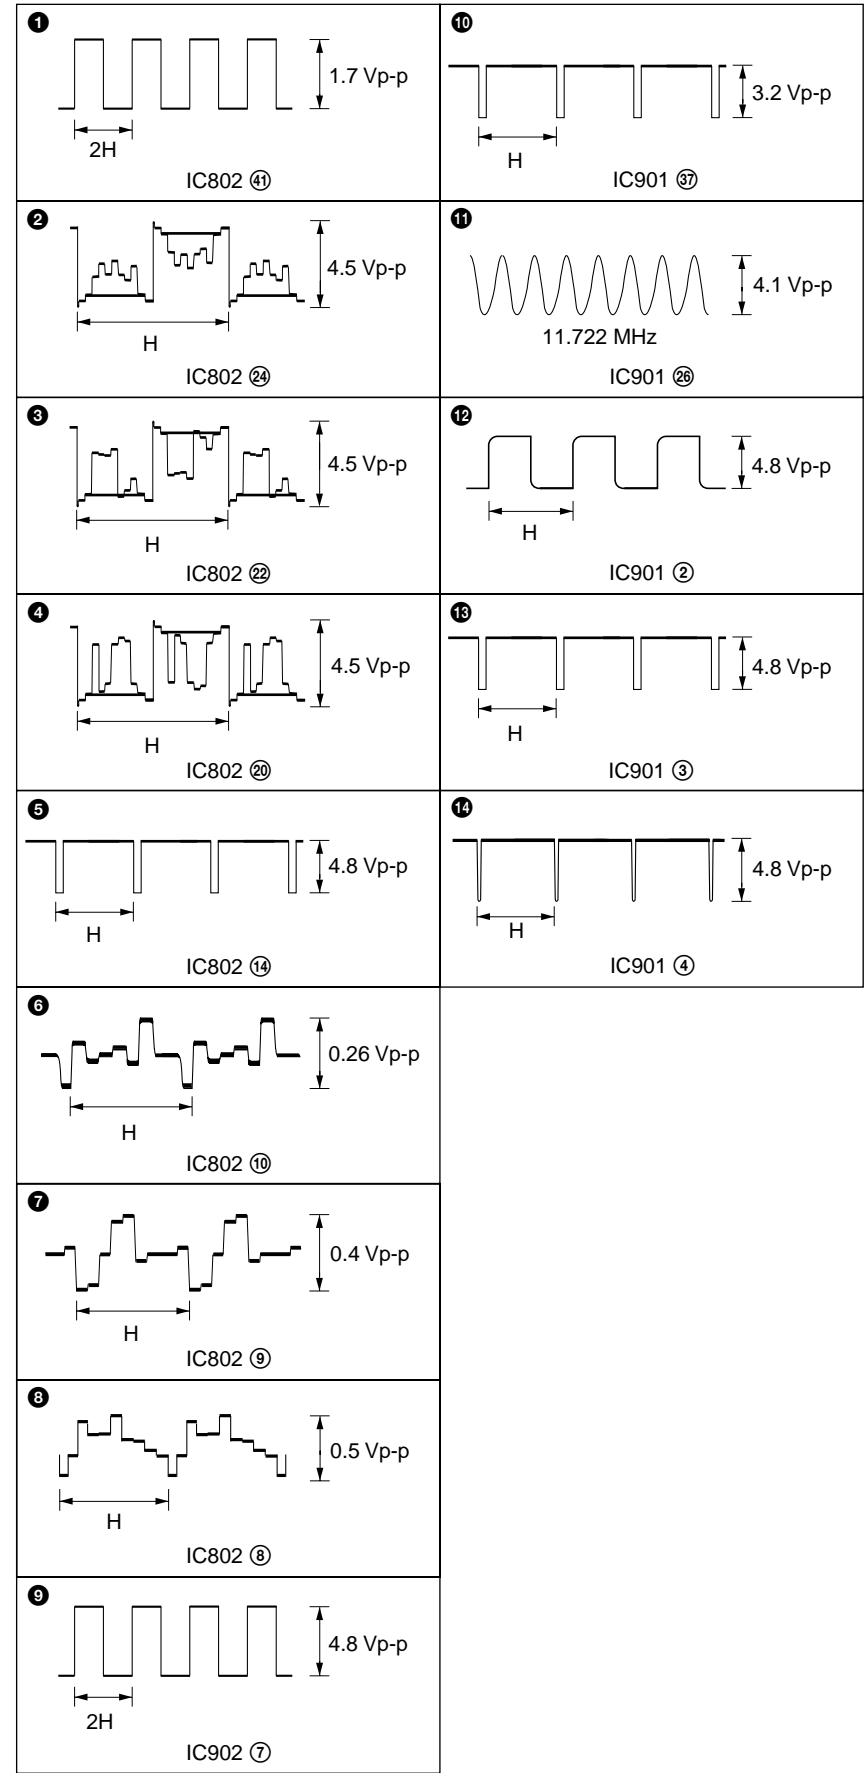 ❶
1.7 Vp-p
2H
IC802 ㊶
❷
4.5 Vp-p
H
IC802 ㉔
❸
4.5 Vp-p
H
IC802 ㉒
❹
4.5 Vp-p
H
IC802 ⑳
❺
4.8 Vp-p
H
IC802 ⑭
❻
0.26 Vp-p
H
IC802 ⑩
❼
0.4 Vp-p
H
IC802 ⑨
❽
0.5 Vp-p
H
IC802 ⑧
❾
4.8 Vp-p
2H
IC902 ⑦
❿
3.2 Vp-p
H
IC901 ㊲
⓫
4.1 Vp-p
11.722 MHz
IC901 ㉖
⓬
4.8 Vp-p
H
IC901 ②
⓭
4.8 Vp-p
H
IC901 ③
⓮
4.8 Vp-p
H
IC901 ④